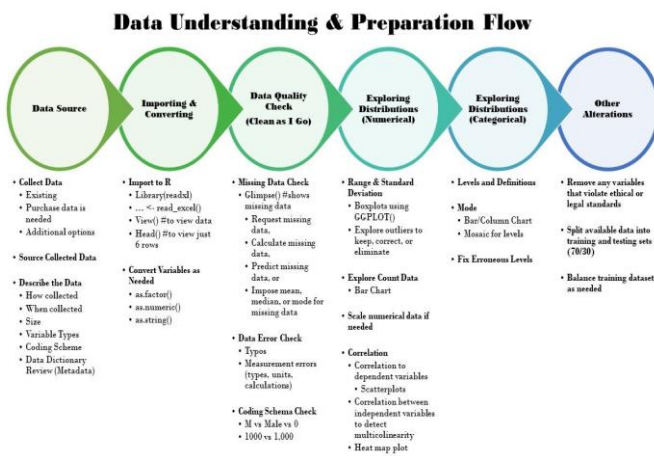 Data Understanding & Preparation Flow
Data Source
Importing &
Converting
Data Quality
Check
(Clean as I Go)
Exploring
Distributions
(Numerical)
Exploring
Distributions
(Categorical)
Other
Alterations
• Collect Data
• Existing
• Purchase data is
needed
• Additional options
• Source Collected Data
• Describe the Data
• How collected
• When collected
• Size
• Variable Types
• Coding Scheme
• Data Dictionary
Review (Metadata)
• Import to R
• Library(readxl)
• ... <- read_excel()
• View() #to view data
• Head() #to view just
6 rows
• Convert Variables as
Needed
• as.factor()
• as.numeric()
• as.string()
• Missing Data Check
• Glimpse() #shows
missing data
• Request missing
data,
• Calculate missing
data,
• Predict missing
data, or
• Impose mean,
median, or mode for
missing data
• Data Error Check
• Typos
• Measurement errors
(types, units,
calculations)
• Coding Schema Check
• M vs Male vs 0
• 1000 vs 1,000
• Range & Standard
Deviation
• Boxplots using
GGPLOT()
• Explore outliers to
keep, correct, or
eliminate
• Explore Count Data
• Bar Chart
• Scale numerical data if
needed
• Correlation
• Correlation to
dependent variables
• Scatterplots
• Correlation between
independent variables
to detect
multicolinearity
• Heat map plot
• Levels and Definitions
• Mode
• Bar/Column Chart
• Mosaic for levels
• Fix Erroneous Levels
• Remove any variables
that violate ethical or
legal standards
• Split available data into
training and testing sets
(70/30)
• Balance training dataset
as needed